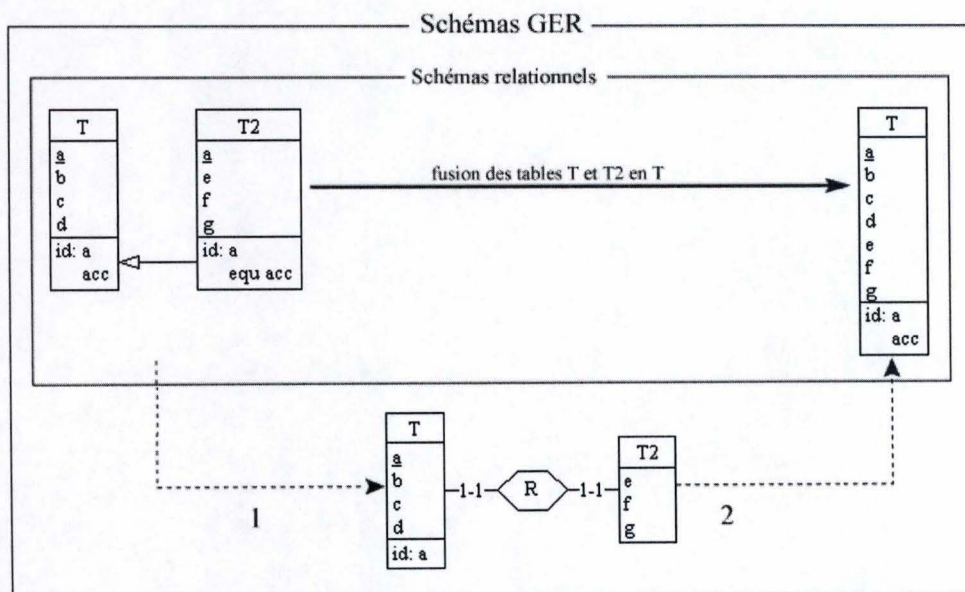 Schémas GER
Schémas relationnels
T
a
b
c
d
id: a
acc
T2
a
e
f
g
id: a
equ acc
fusion des tables T et T2 en T
T
a
b
c
d
e
f
g
id: a
acc
1
T
a
b
c
d
id: a
1-1
R
1-1
T2
e
f
g
2